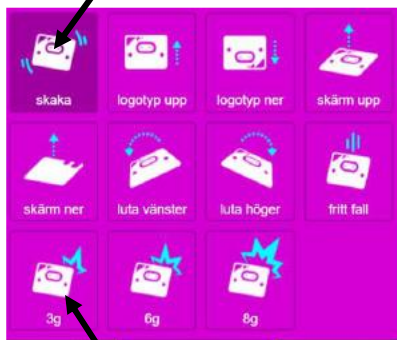 skaka logotyp upp logotyp ner skärm upp
skärm ner luta vänster luta höger fritt fall
3g 6g 8g